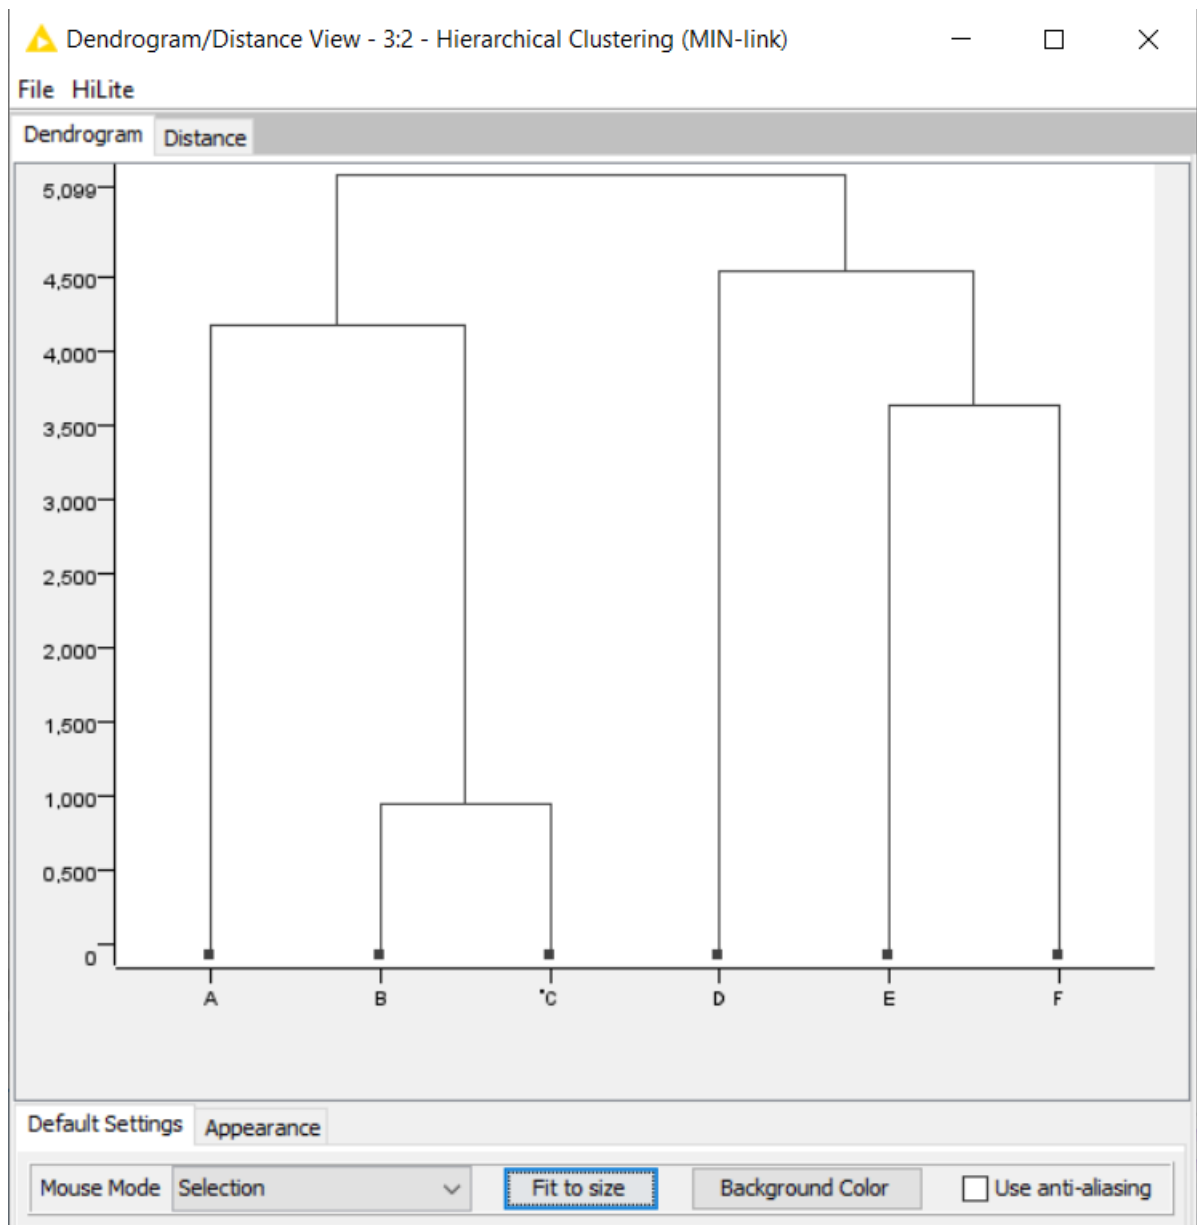 Dendrogram/Distance View - 3:2 - Hierarchical Clustering (MIN-link)
File HiLite
Dendrogram Distance
5,099
4,500
4,000
3,500
3,000
2,500
2,000
1,500
1,000
0,500
0
A B 'C D E F
Default Settings Appearance
Mouse Mode Selection Fit to size Background Color Use anti-aliasing